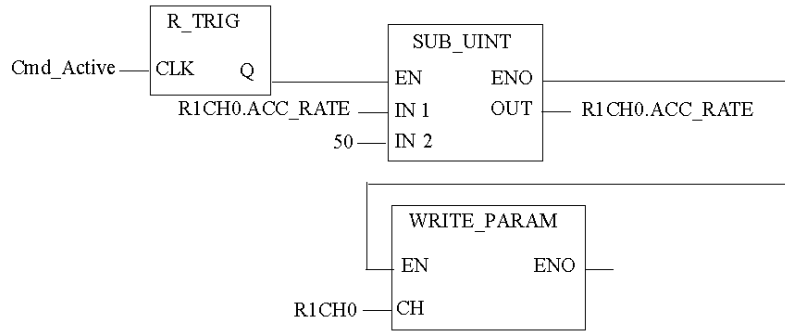 R_TRIG
Cmd_Active CLK Q
SUB_UINT
EN ENO
R1CH0.ACC_RATE IN 1 OUT R1CH0.ACC_RATE
50 IN 2
WRITE_PARAM
EN ENO
R1CH0 CH